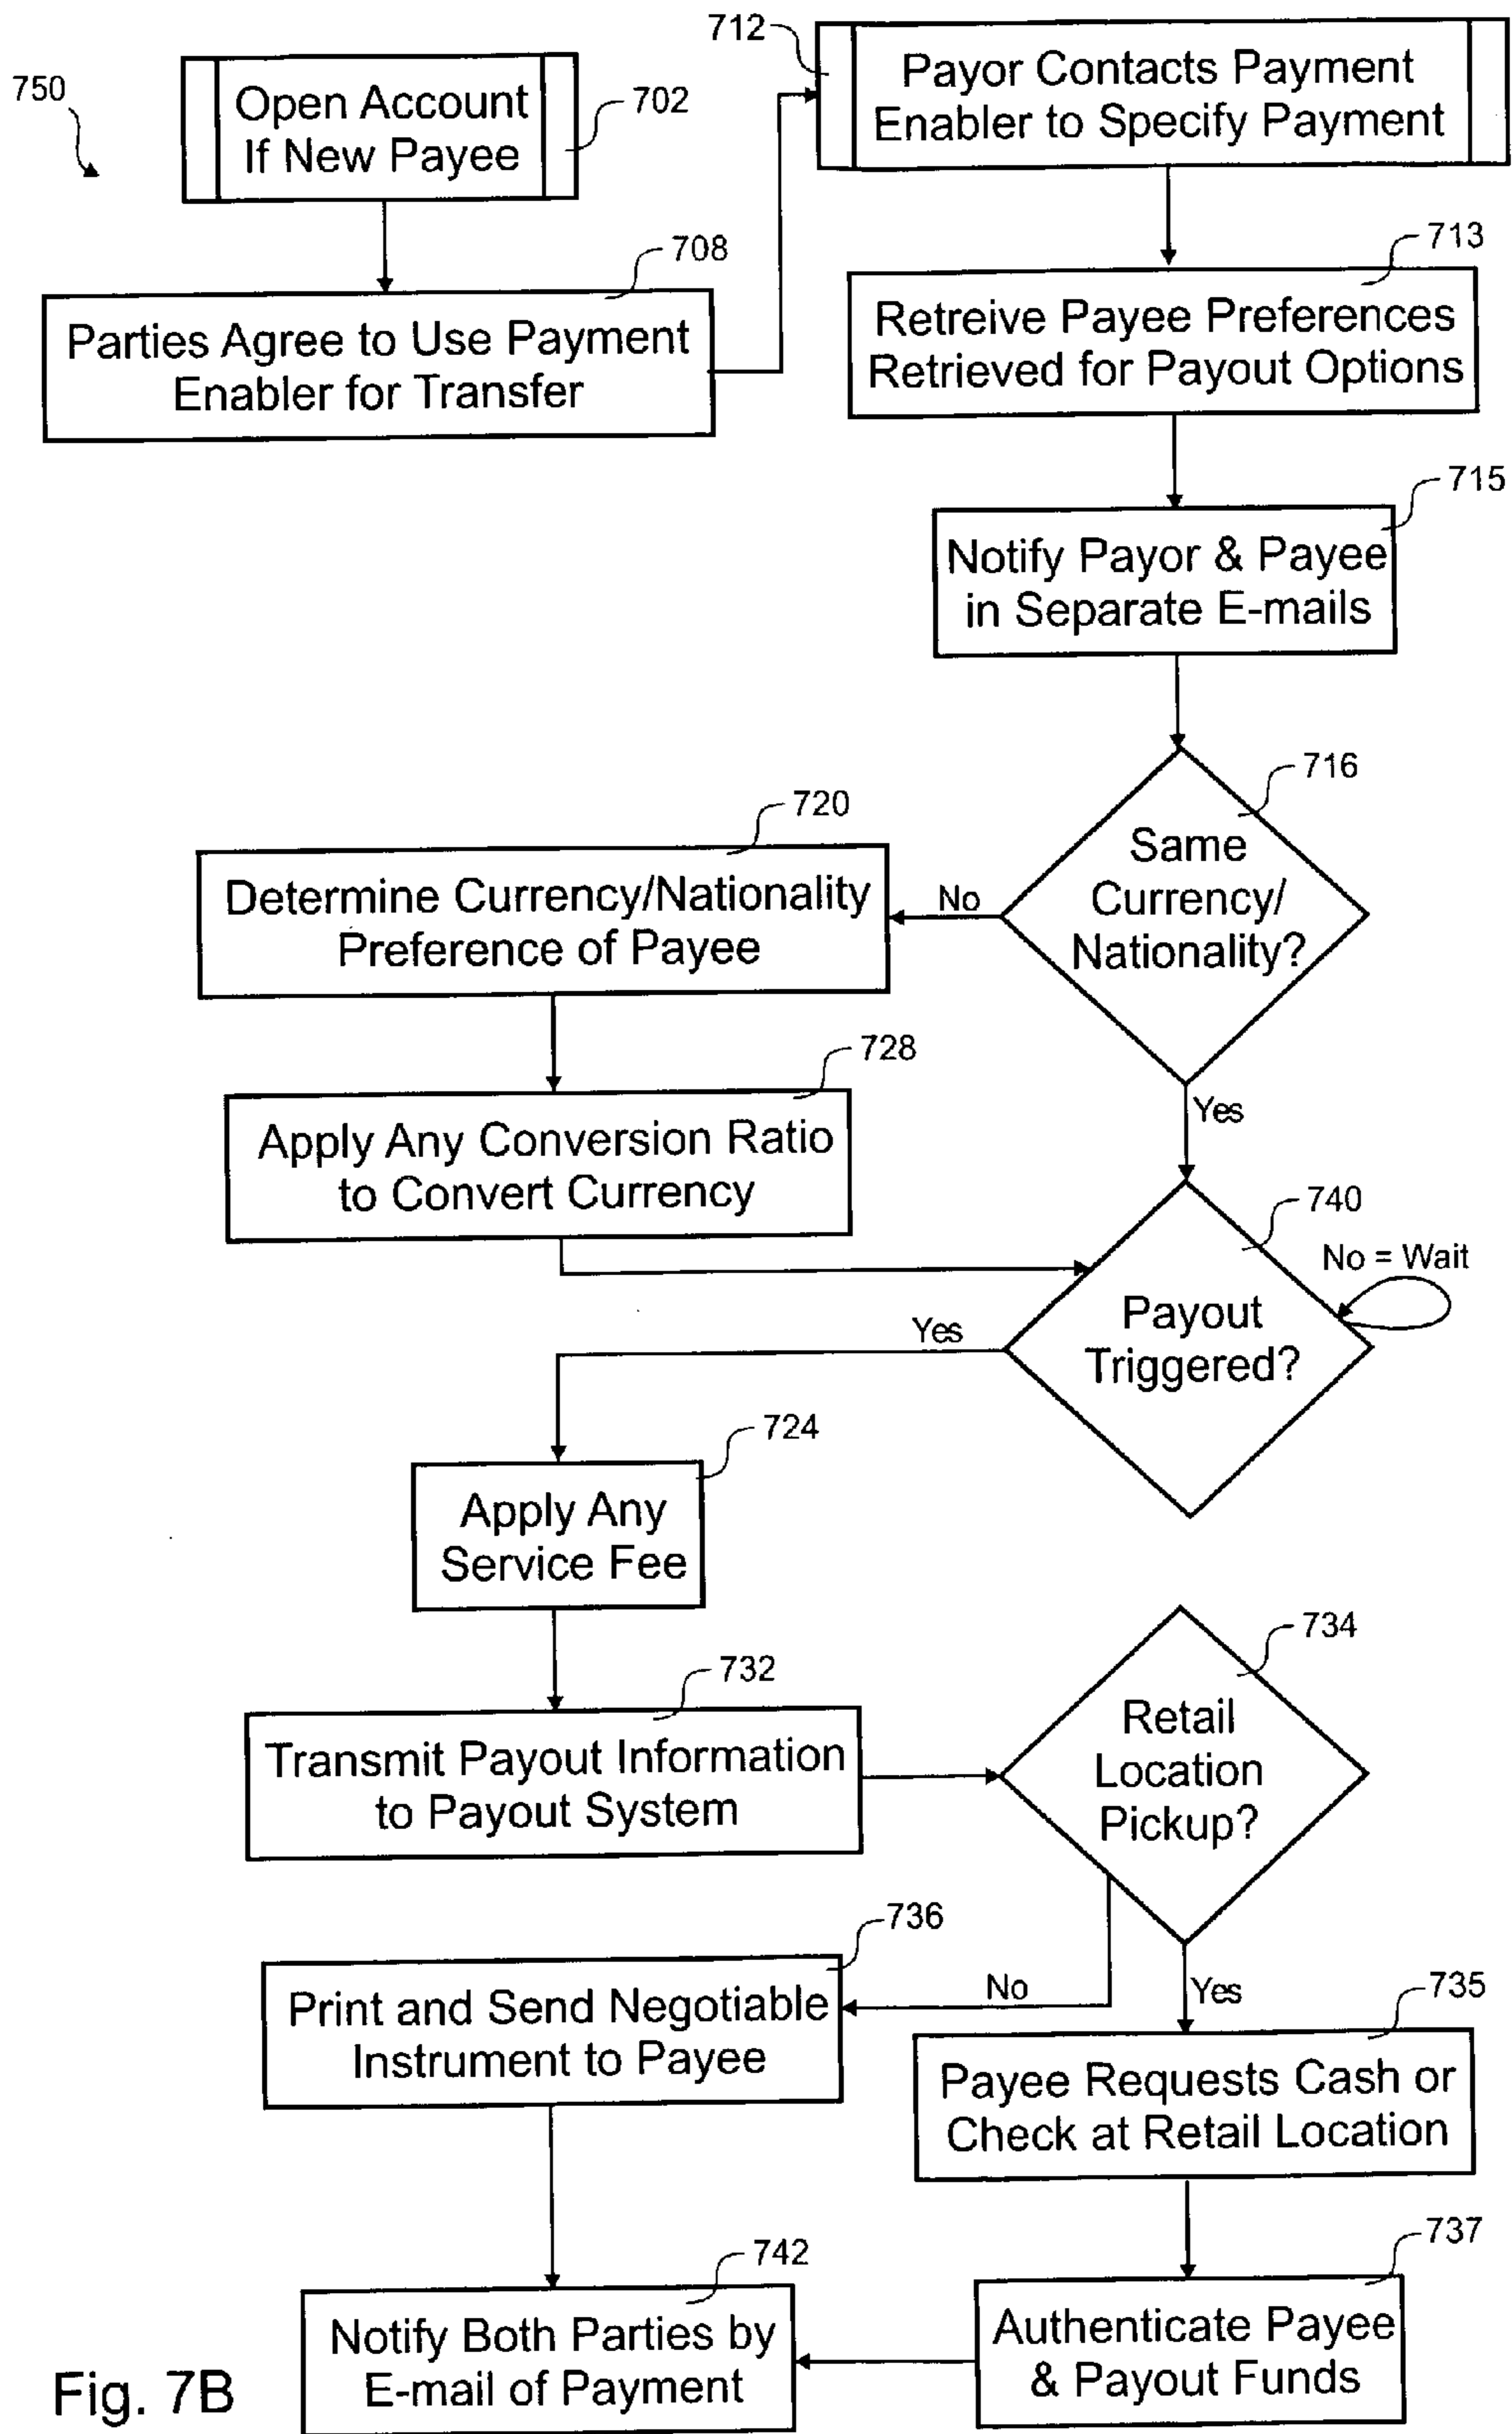 750
Open Account
If New Payee
702
708
Parties Agree to Use Payment
Enabler for Transfer
712
Payor Contacts Payment
Enabler to Specify Payment
713
Retreive Payee Preferences
Retrieved for Payout Options
715
Notify Payor & Payee
in Separate E-mails
716
Same
Currency/
Nationality?
No
720
Determine Currency/Nationality
Preference of Payee
728
Apply Any Conversion Ratio
to Convert Currency
Yes
740
No = Wait
Payout
Triggered?
Yes
724
Apply Any
Service Fee
732
Transmit Payout Information
to Payout System
734
Retail
Location
Pickup?
No
736
Print and Send Negotiable
Instrument to Payee
Yes
735
Payee Requests Cash or
Check at Retail Location
737
Authenticate Payee
& Payout Funds
742
Notify Both Parties by
E-mail of Payment
Fig. 7B